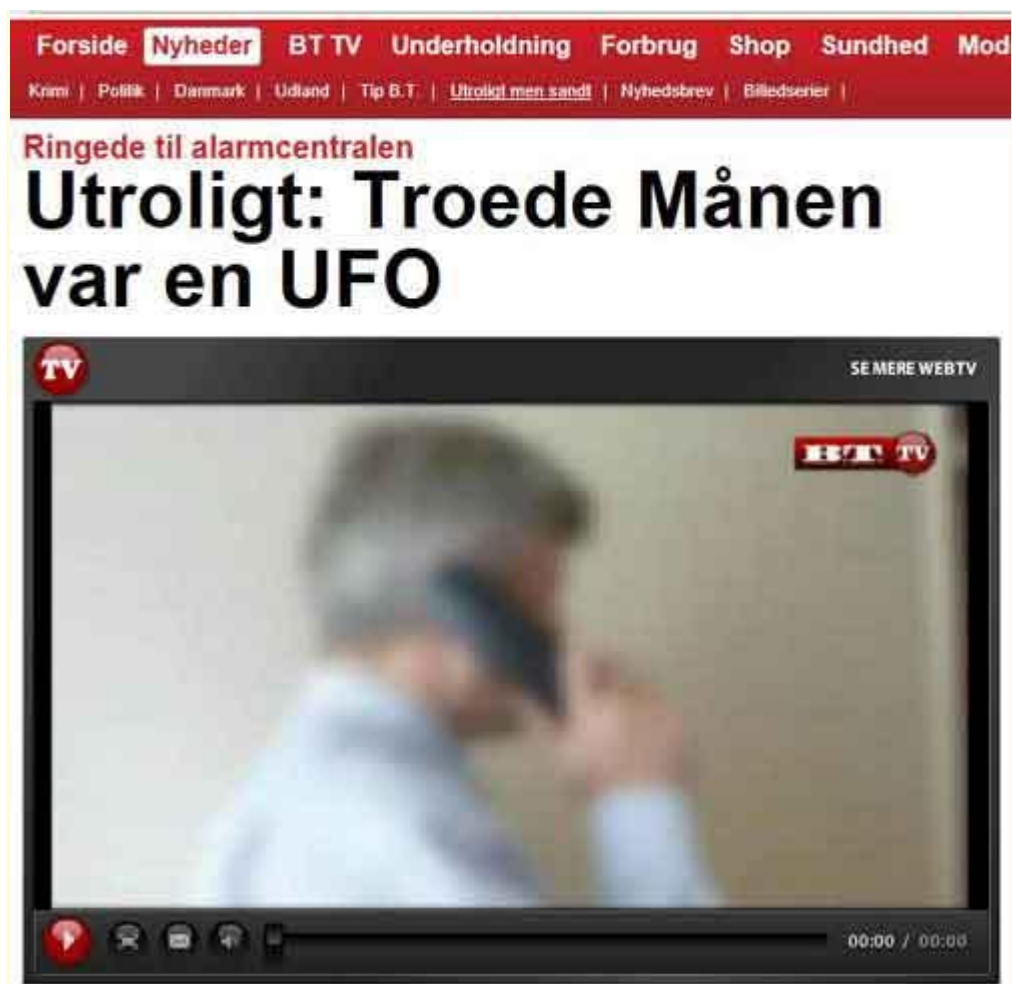 Forside Nyheder BT TV Underholdning Forbrug Shop Sundhed Mod
Krimi | Politik | Danmark | Udland | Tip B.T. | Utroligt men sandt | Nyhedsbrev | Billedserier |
Ringede til alarmcentralen
Utroligt: Troede Månen
var en UFO
TV
SE MERE WEBTV
B.T. TV
00:00 / 00:00